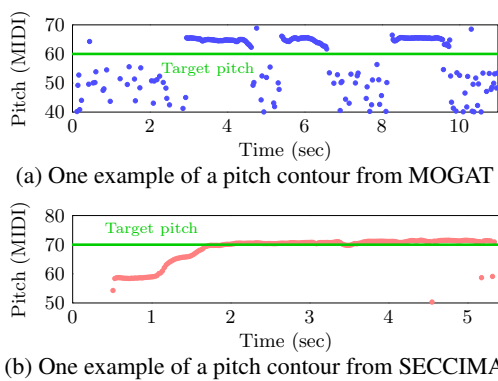 70
60
50
40
Pitch (MIDI)
Target pitch
0 2 4 6 8 10
Time (sec)
(a) One example of a pitch contour from MOGAT
80
70
60
50
Pitch (MIDI)
Target pitch
0 1 2 3 4 5
Time (sec)
(b) One example of a pitch contour from SECCIMA